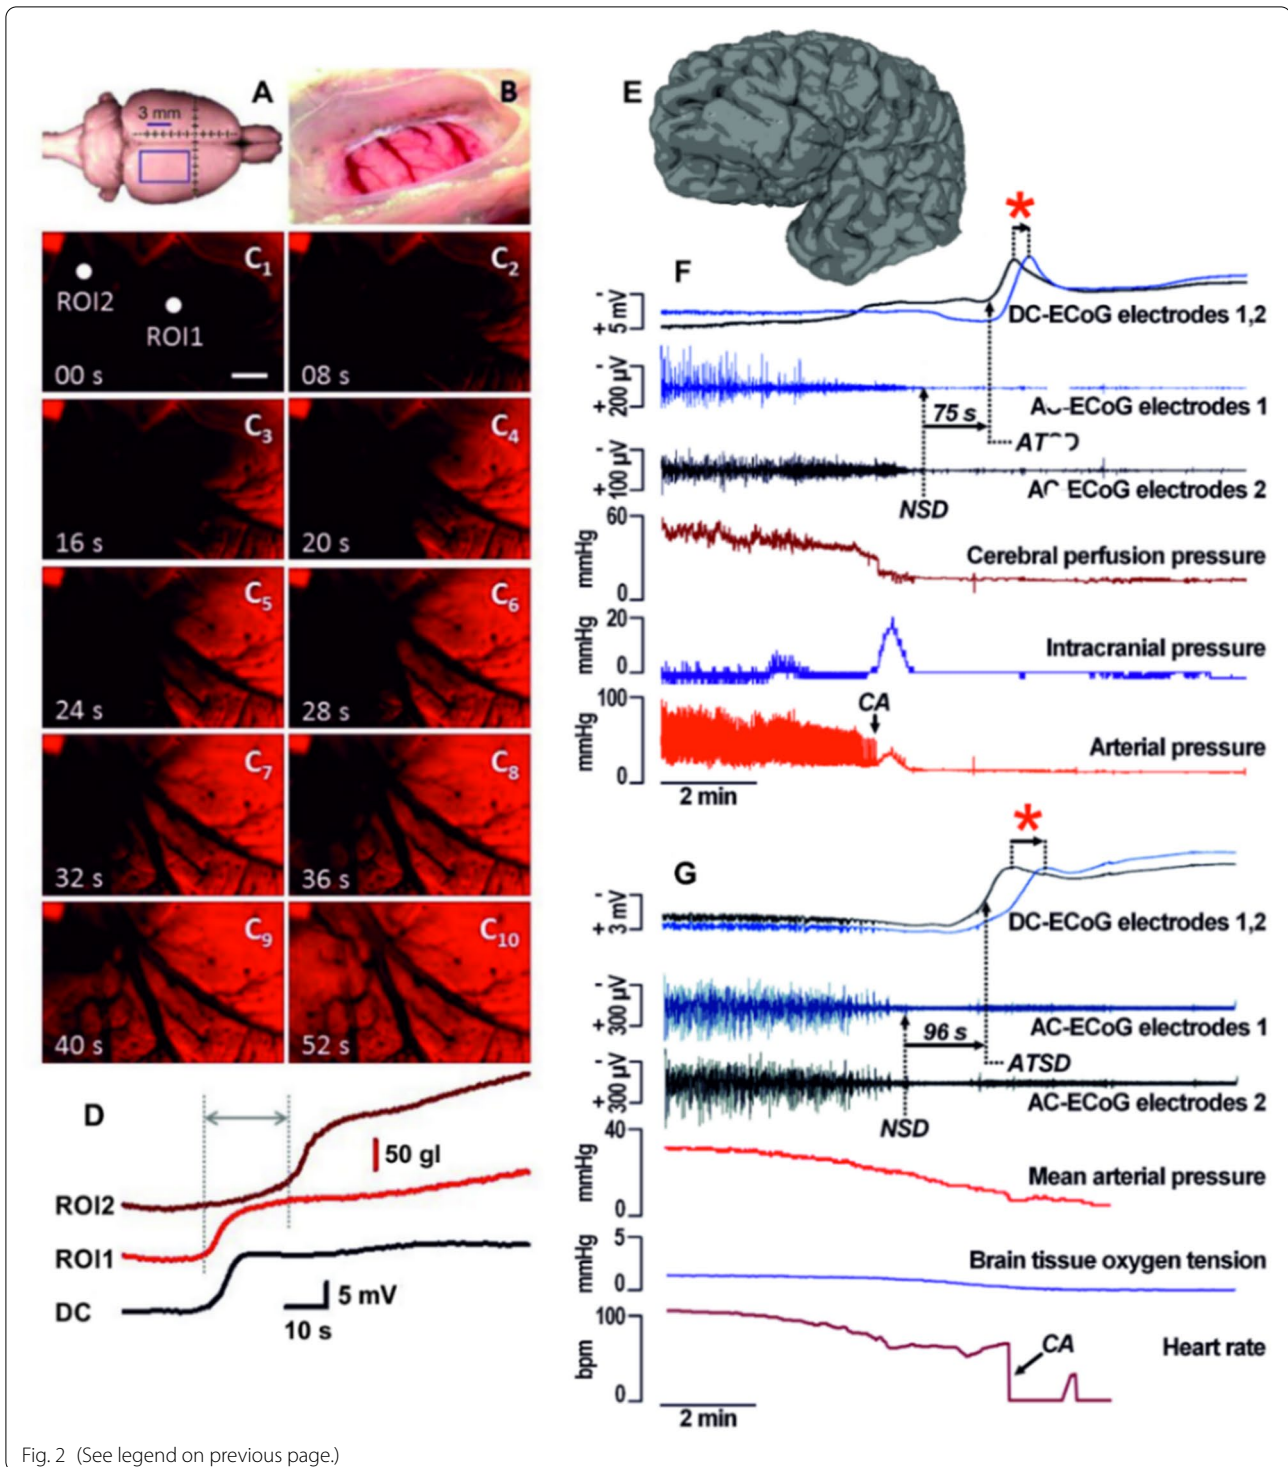 A
3 mm
B
C1
ROI2
ROI1
00 s
C2
08 s
C3
16 s
C4
20 s
C5
24 s
C6
28 s
C7
32 s
C8
36 s
C9
40 s
C10
52 s
D
50 gl
ROI2
ROI1
DC
5 mV
10 s
E
F
*
- + 5 mV
DC-ECoG electrodes 1,2
- + 200 µV
AC-ECoG electrodes 1
75 s
- + 100 µV
AC-ECoG electrodes 2
NSD
60
0
mmHg
Cerebral perfusion pressure
20
0
mmHg
Intracranial pressure
100
0
mmHg
CA
Arterial pressure
2 min
G
*
- + 3 mV
DC-ECoG electrodes 1,2
- + 300 µV
AC-ECoG electrodes 1
96 s
ATSD
- + 300 µV
AC-ECoG electrodes 2
NSD
40
0
mmHg
Mean arterial pressure
5
0
mmHg
Brain tissue oxygen tension
100
0
bpm
CA
Heart rate
2 min
Fig. 2 (See legend on previous page.)